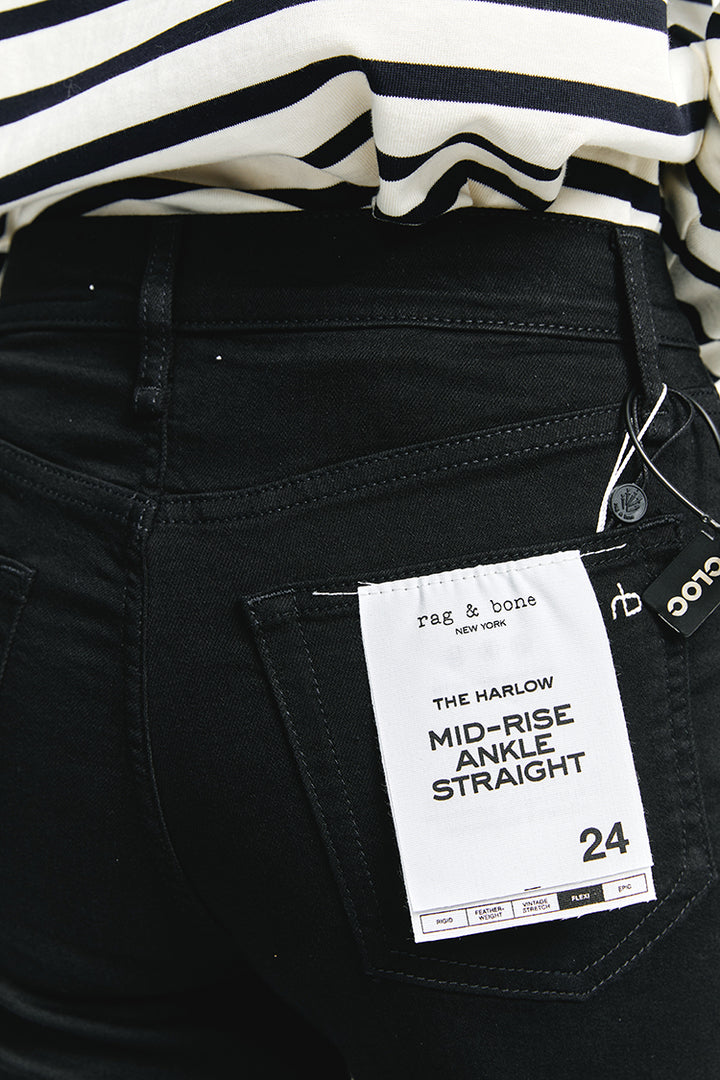 rag & bone
NEW YORK
THE HARLOW
MID-RISE
ANKLE
STRAIGHT
24
RIGID
FEATHER-
WEIGHT
VINTAGE
STRETCH
FLEXI
EPIC
rb
CLOC